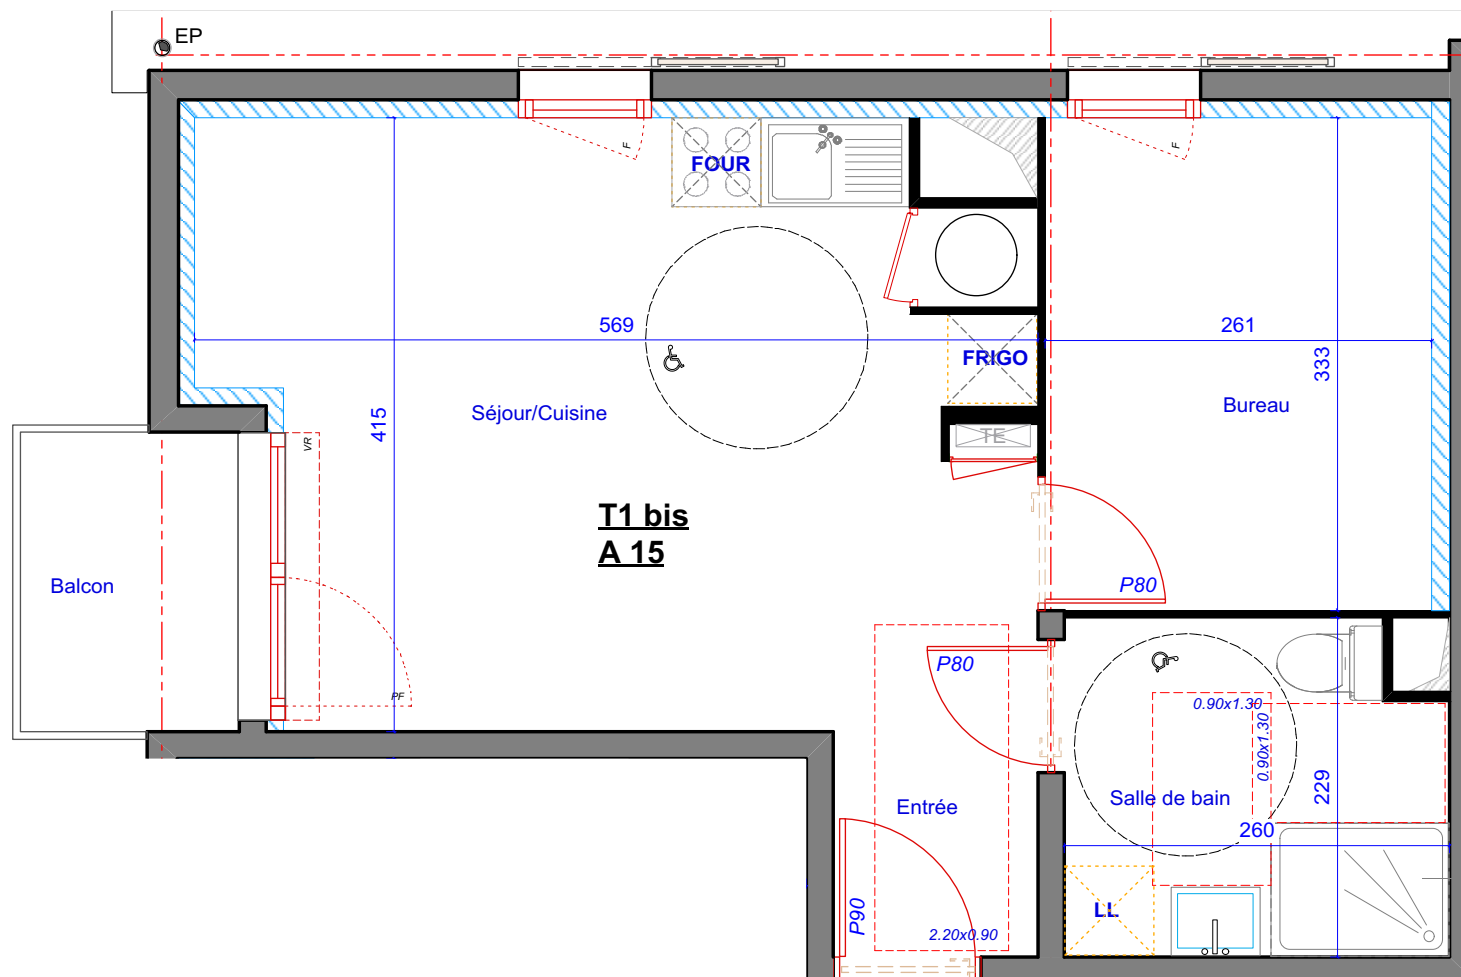 EP
F
F
FOUR
569
261
333
FRIGO
415
Séjour/Cuisine
Bureau
VR
TE
T1 bis
A 15
Balcon
P80
P80
PF
0.90x1.30
0.90x1.30
Entrée
Salle de bain
229
260
P90
LL
2.20x0.90